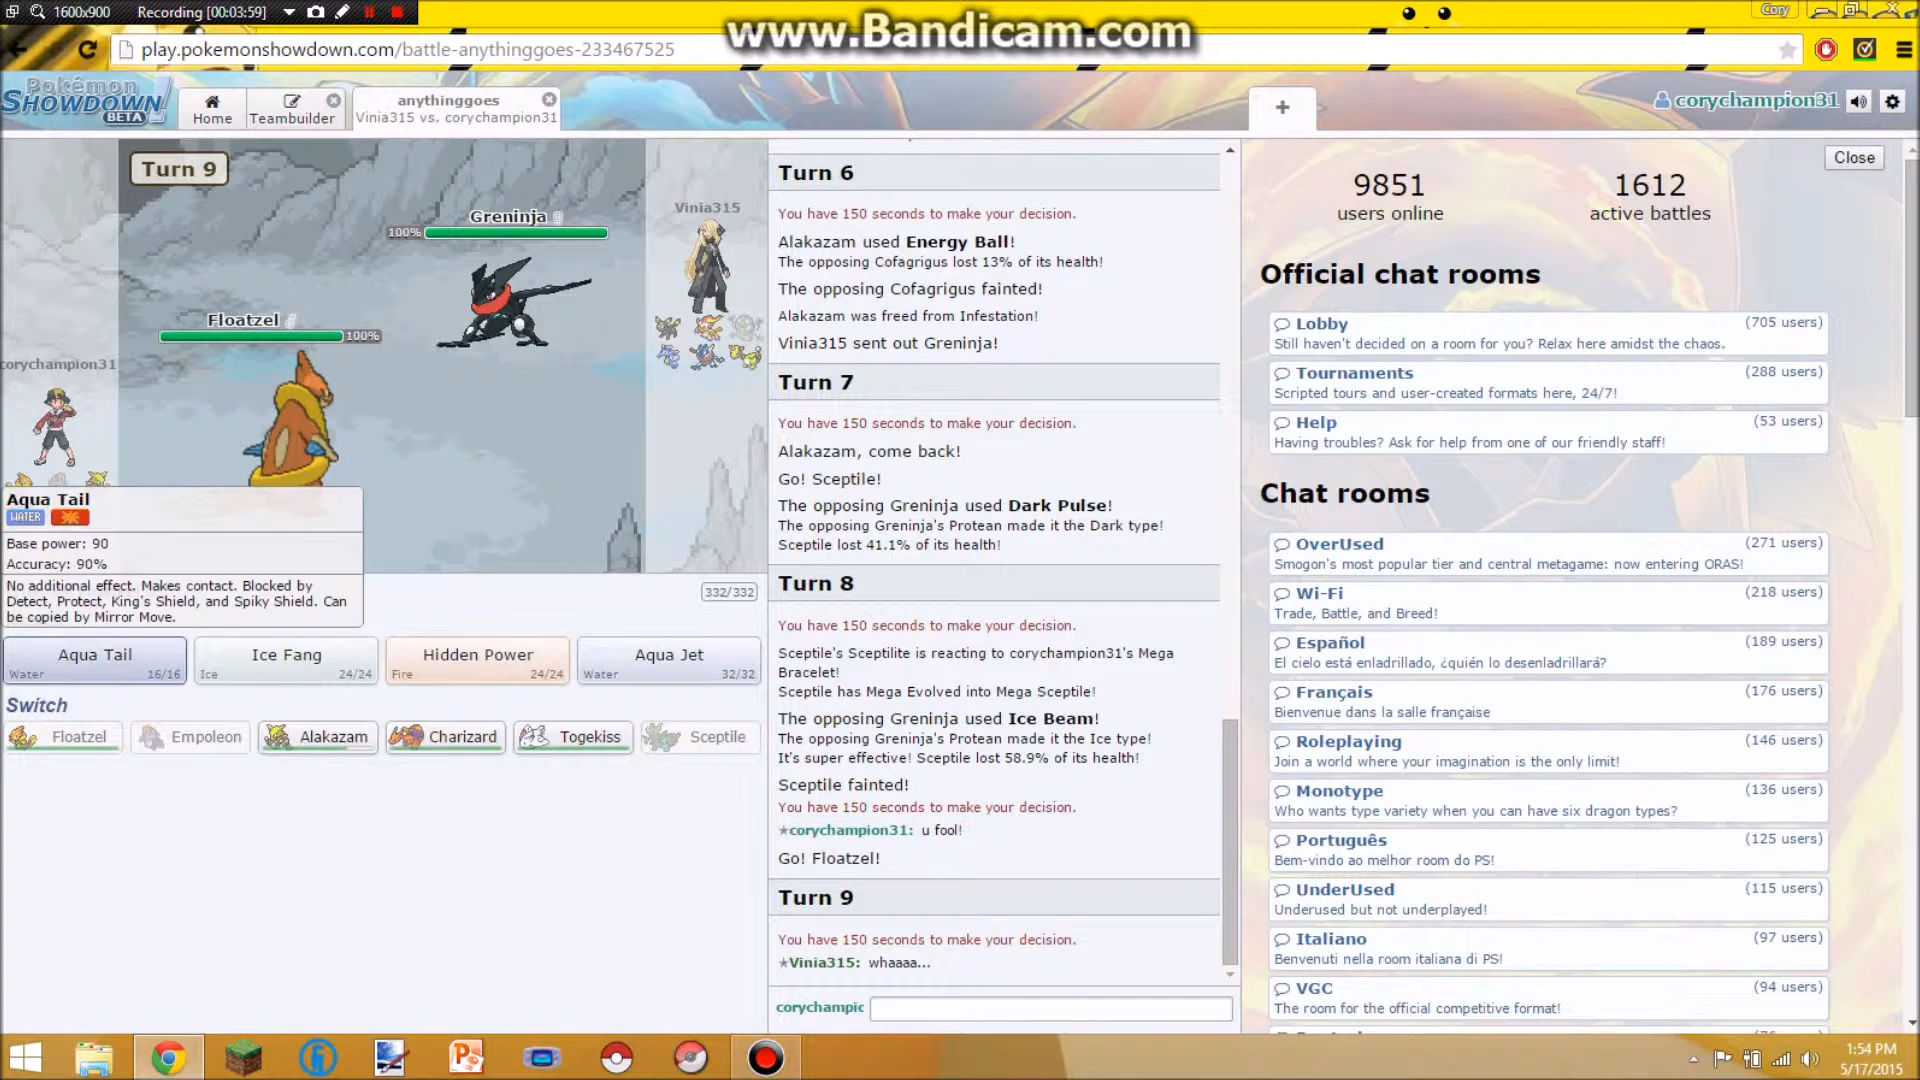 1600x900 Recording [00:03:59]
www.Bandicam.com
Cory
play.pokemonshowdown.com/battle-anythinggoes-233467525
Pokémon
SHOWDOWN!
BETA
Home
Teambuilder
anythinggoes
Vinia315 vs. corychampion31
+
corychampion31
Turn 9
Greninja
100%
Vinia315
Floatzel
100%
corychampion31
Aqua Tail
WATER
Base power: 90
Accuracy: 90%
No additional effect. Makes contact. Blocked by
Detect, Protect, King's Shield, and Spiky Shield. Can
be copied by Mirror Move.
332/332
Aqua Tail
Water 16/16
Ice Fang
Ice 24/24
Hidden Power
Fire 24/24
Aqua Jet
Water 32/32
Switch
Floatzel
Empoleon
Alakazam
Charizard
Togekiss
Sceptile
Turn 6
You have 150 seconds to make your decision.
Alakazam used Energy Ball!
The opposing Cofagrigus lost 13% of its health!
The opposing Cofagrigus fainted!
Alakazam was freed from Infestation!
Vinia315 sent out Greninja!
Turn 7
You have 150 seconds to make your decision.
Alakazam, come back!
Go! Sceptile!
The opposing Greninja used Dark Pulse!
The opposing Greninja's Protean made it the Dark type!
Sceptile lost 41.1% of its health!
Turn 8
You have 150 seconds to make your decision.
Sceptile's Sceptilite is reacting to corychampion31's Mega
Bracelet!
Sceptile has Mega Evolved into Mega Sceptile!
The opposing Greninja used Ice Beam!
The opposing Greninja's Protean made it the Ice type!
It's super effective! Sceptile lost 58.9% of its health!
Sceptile fainted!
You have 150 seconds to make your decision.
★corychampion31: u fool!
Go! Floatzel!
Turn 9
You have 150 seconds to make your decision.
★Vinia315: whaaaa...
corychampic
Close
9851
users online
1612
active battles
Official chat rooms
Lobby (705 users)
Still haven't decided on a room for you? Relax here amidst the chaos.
Tournaments (288 users)
Scripted tours and user-created formats here, 24/7!
Help (53 users)
Having troubles? Ask for help from one of our friendly staff!
Chat rooms
OverUsed (271 users)
Smogon's most popular tier and central metagame: now entering ORAS!
Wi-Fi (218 users)
Trade, Battle, and Breed!
Español (189 users)
El cielo está enladrillado, ¿quién lo desenladrillará?
Français (176 users)
Bienvenue dans la salle française
Roleplaying (146 users)
Join a world where your imagination is the only limit!
Monotype (136 users)
Who wants type variety when you can have six dragon types?
Português (125 users)
Bem-vindo ao melhor room do PS!
UnderUsed (115 users)
Underused but not underplayed!
Italiano (97 users)
Benvenuti nella room italiana di PS!
VGC (94 users)
The room for the official competitive format!
1:54 PM
5/17/2015